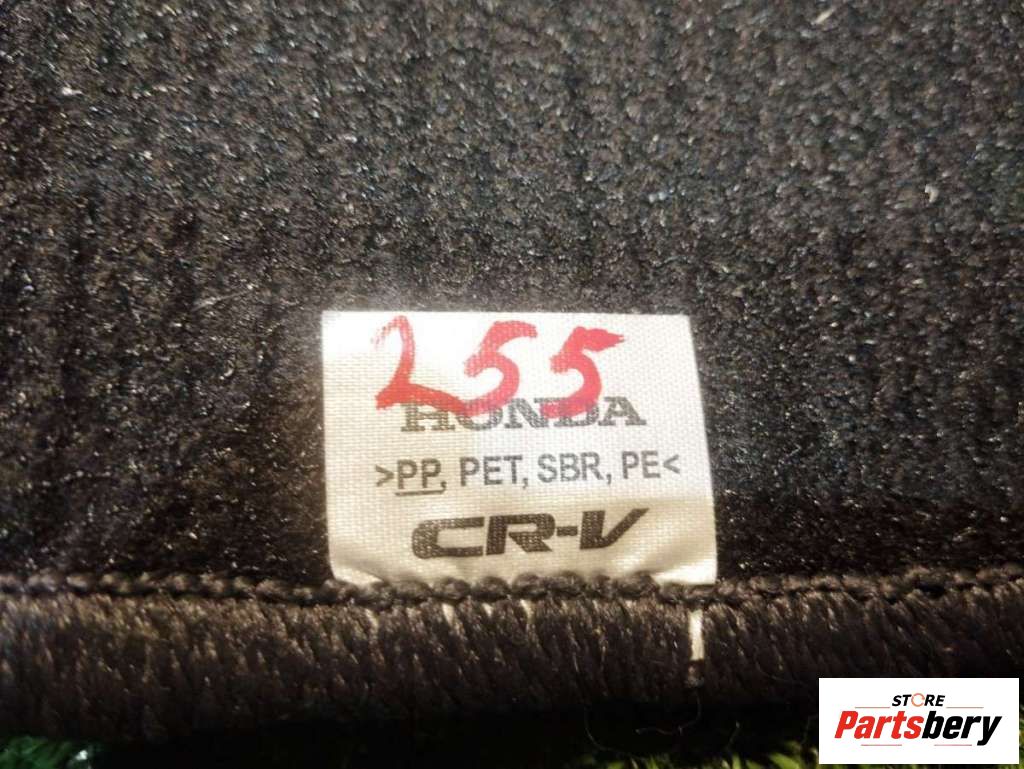 255
HONDA
>PP, PET, SBR, PE<
CR-V
STORE
Partsbery